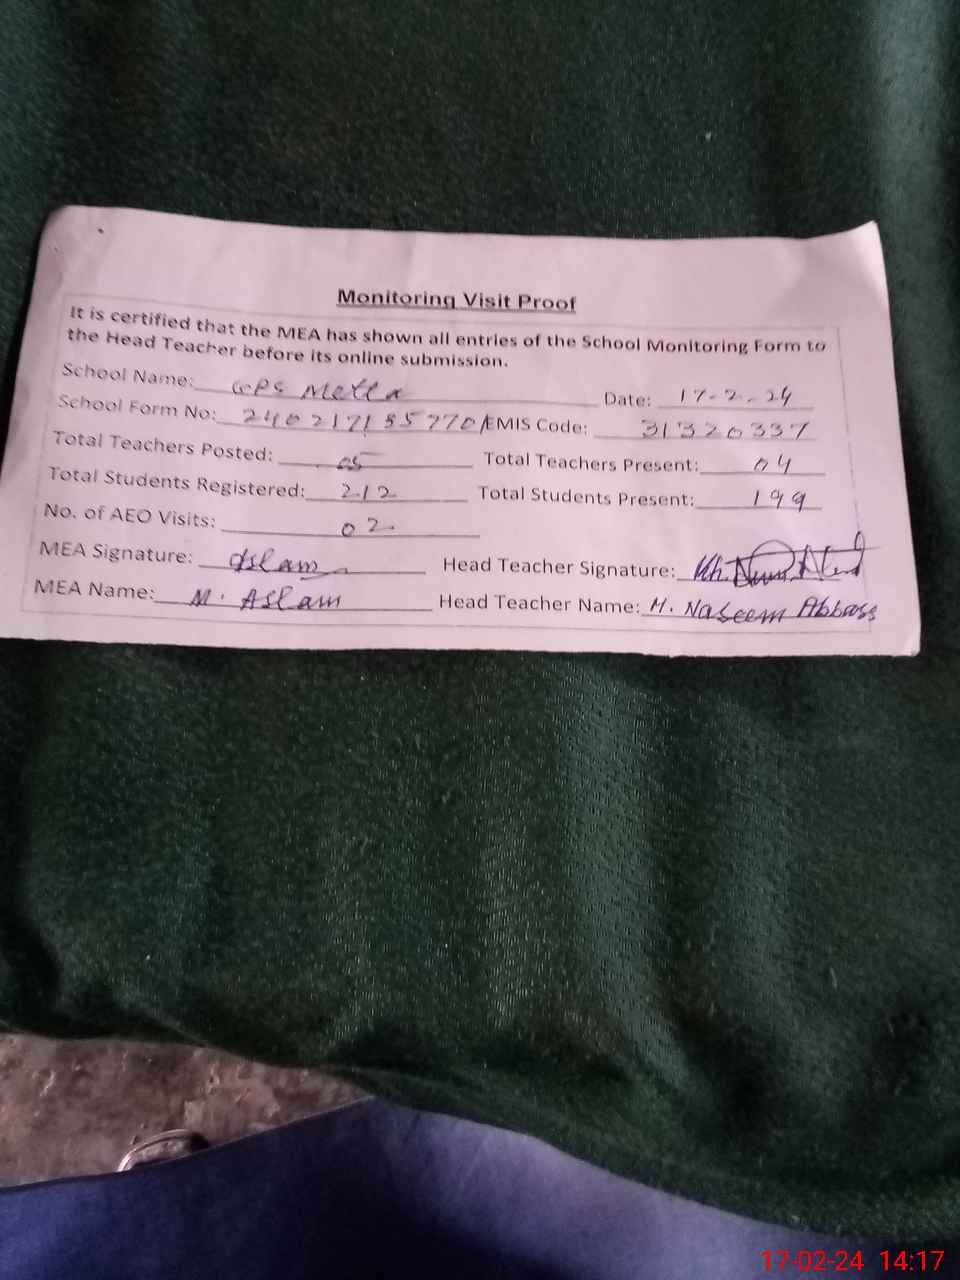 Monitoring Visit Proof
It is certified that the MEA has shown all entries of the School Monitoring Form to
the Head Teacher before its online submission.
School Name: GPS Metla Date: 17-2-24
School Form No: EMIS Code: 31320337
Total Teachers Posted: 05 Total Teachers Present: 04
Total Students Registered: 212 Total Students Present: 199
No. of AEO Visits: 02
MEA Signature: Aslam Head Teacher Signature:
MEA Name: M. Aslam Head Teacher Name: M. Naseem Abbass
17-02-24 14:17